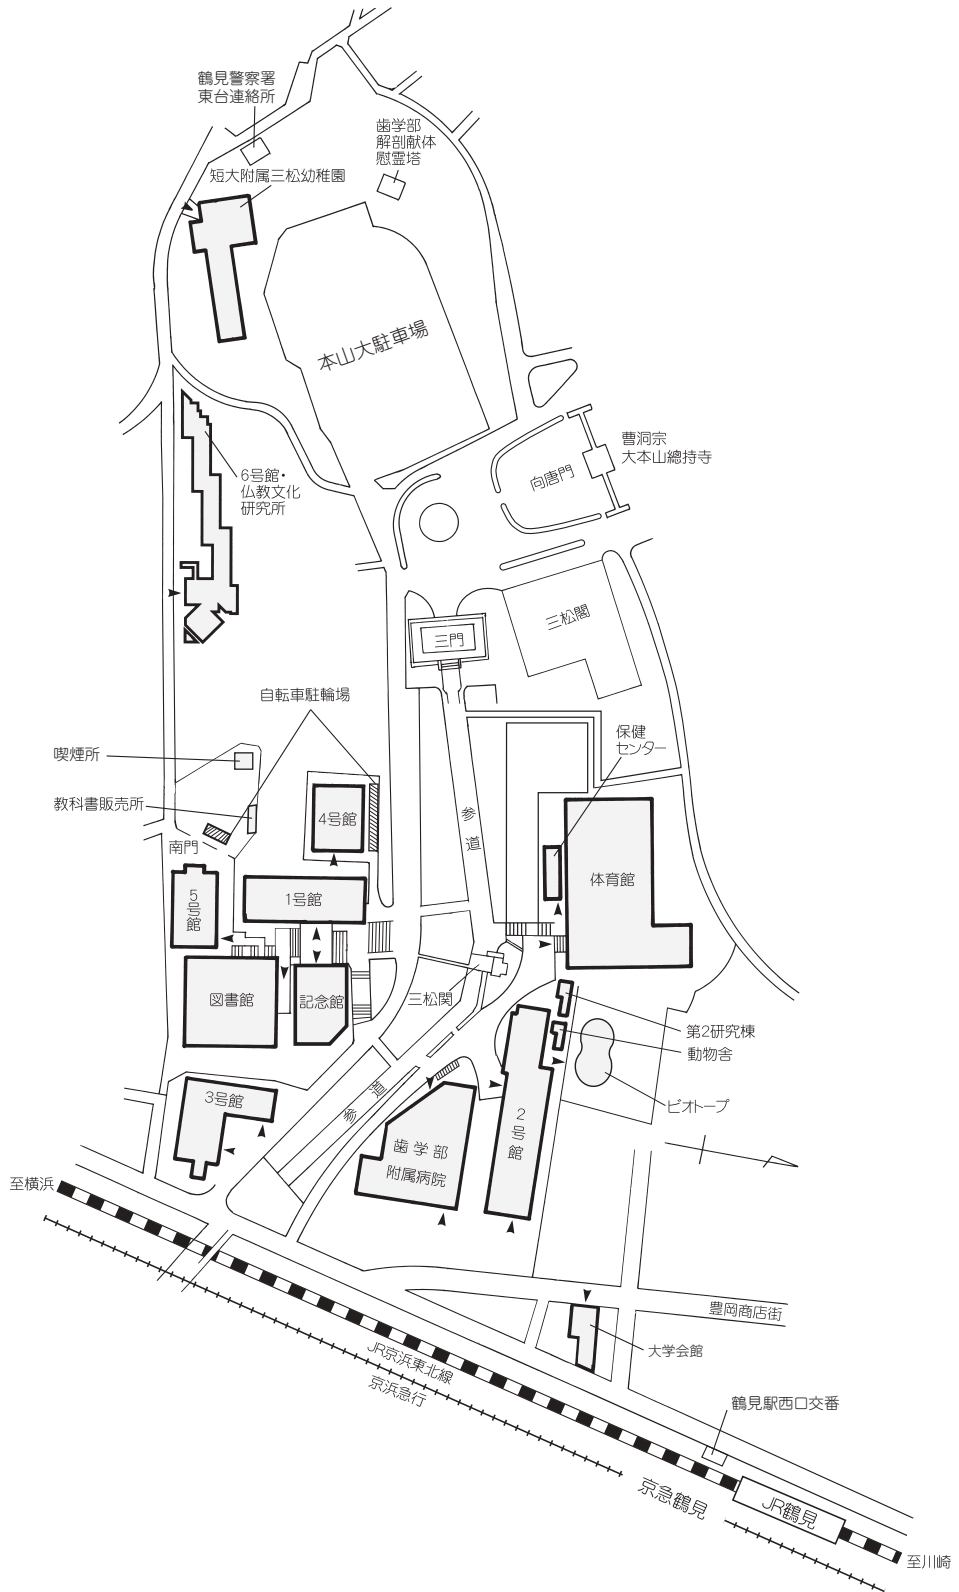 鶴見警察署
東台連絡所
歯学部
解剖献体
慰霊塔
短大附属三松幼稚園
本山大駐車場
曹洞宗
大本山總持寺
向唐門
6号館・
仏教文化
研究所
三松閣
三門
自転車駐輪場
保健
センター
喫煙所
教科書販売所
4号館
参道
南門
体育館
1号館
5号館
図書館
記念館
三松関
第2研究棟
動物舎
ビオトープ
3号館
参道
2号館
歯学部
附属病院
至横浜
豊岡商店街
大学会館
JR京浜東北線
京浜急行
鶴見駅西口交番
京急鶴見
JR鶴見
至川崎